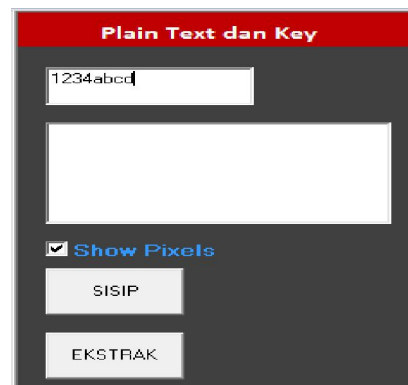 Plain Text dan Key
1234abcd
Show Pixels
SISIP
EKSTRAK